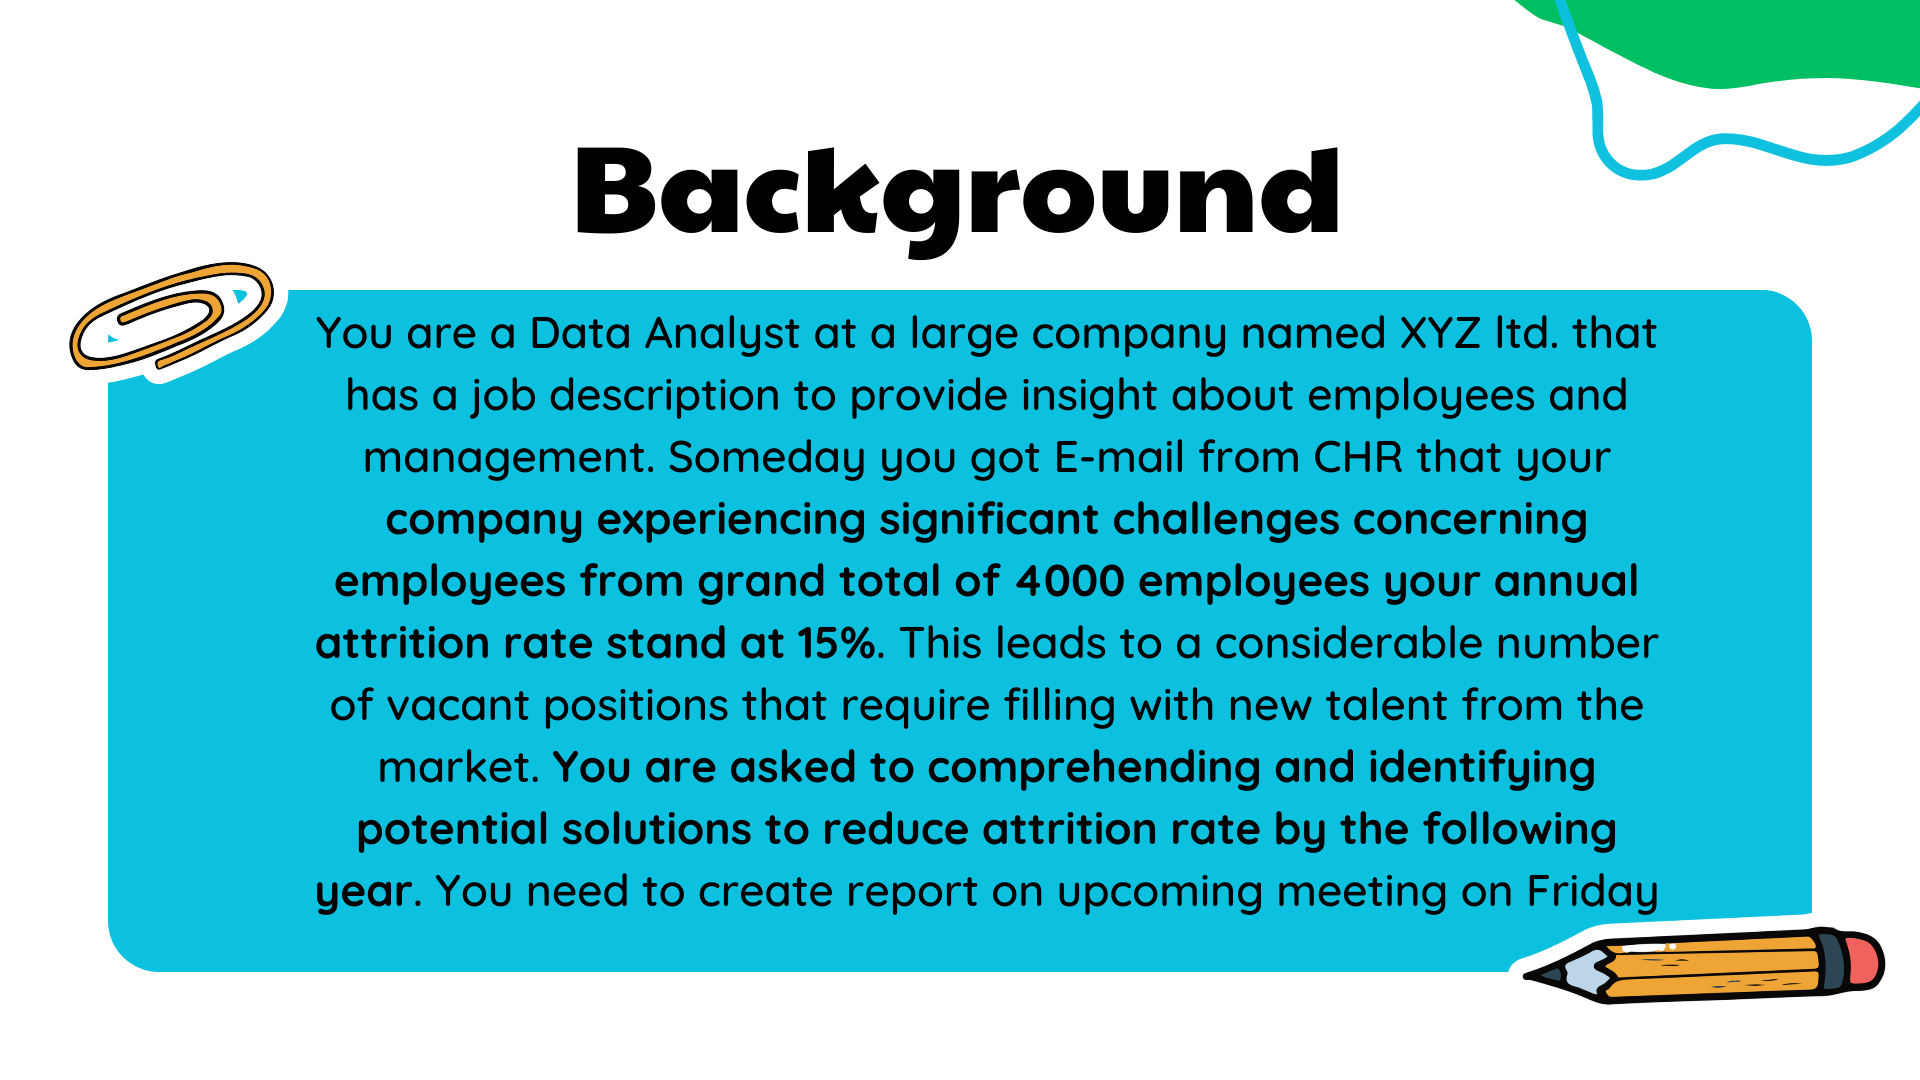 Background
You are a Data Analyst at a large company named XYZ ltd. that
has a job description to provide insight about employees and
management. Someday you got E-mail from CHR that your
company experiencing significant challenges concerning
employees from grand total of 4000 employees your annual
attrition rate stand at 15%. This leads to a considerable number
of vacant positions that require filling with new talent from the
market. You are asked to comprehending and identifying
potential solutions to reduce attrition rate by the following
year. You need to create report on upcoming meeting on Friday